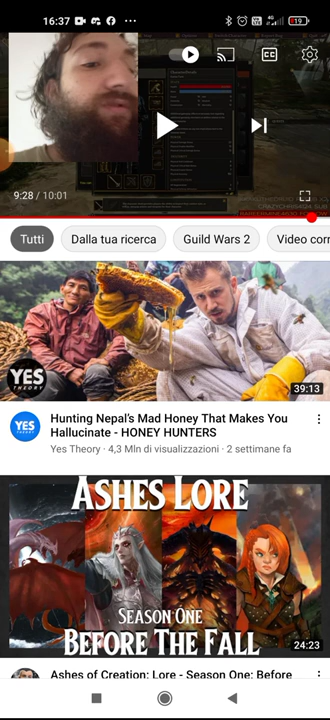 16:37
19
9:28 / 10:01
Tutti
Dalla tua ricerca
Guild Wars 2
Video corr
YES
THEORY
39:13
YES
THEORY
Hunting Nepal's Mad Honey That Makes You
Hallucinate - HONEY HUNTERS
Yes Theory · 4,3 Mln di visualizzazioni · 2 settimane fa
ASHES LORE
SEASON ONE
BEFORE THE FALL
24:23
Ashes of Creation: Lore - Season One: Before